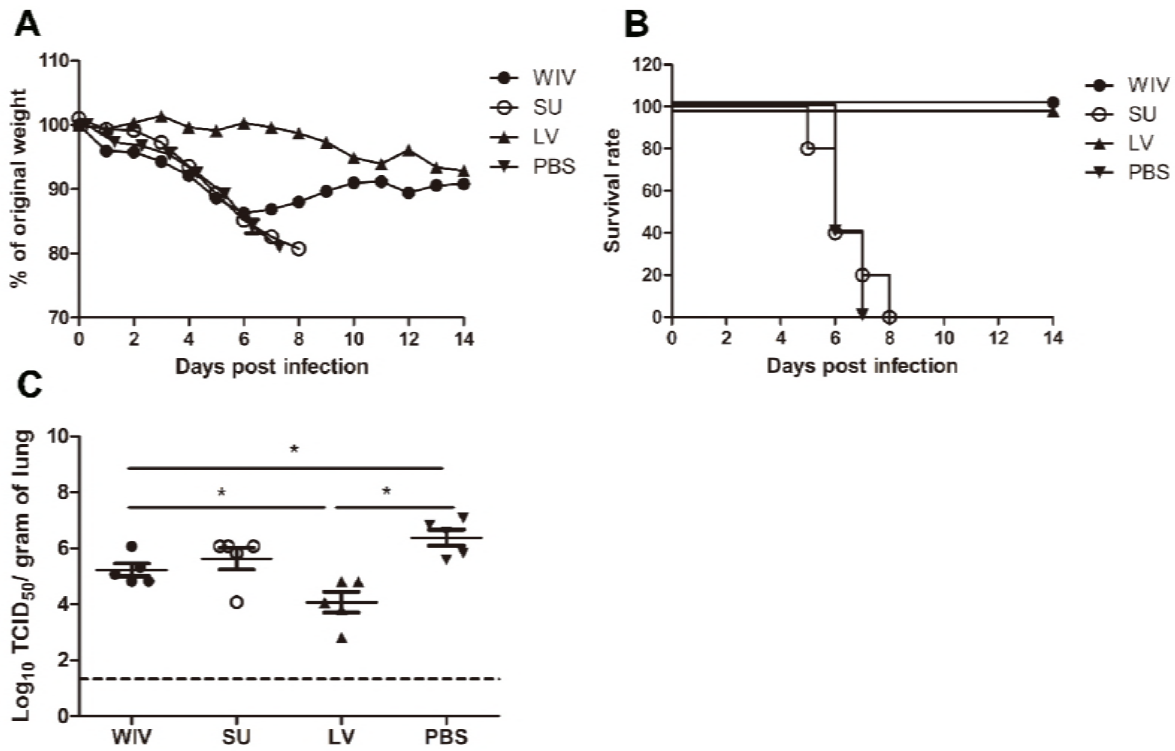 A
110
100
90
80
70
% of original weight
0 2 4 6 8 10 12 14
Days post infection
WIV
SU
LV
PBS
B
120
100
80
60
40
20
0
Survival rate
0 2 4 6 8 10 12 14
Days post infection
WIV
SU
LV
PBS
C
10
8
6
4
2
0
Log10 TCID50/ gram of lung
*
*
*
WIV SU LV PBS